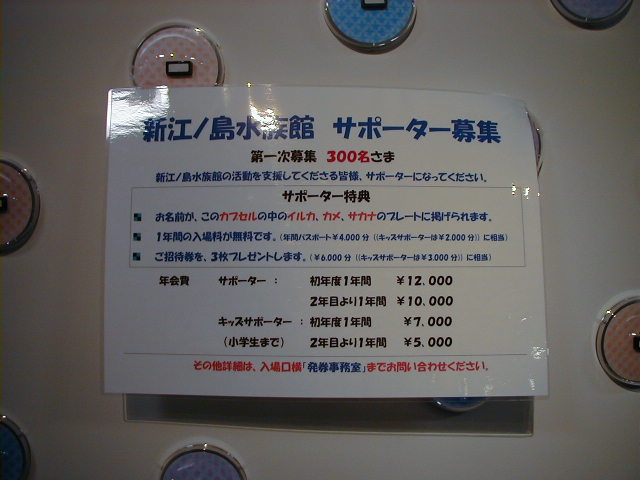 新江ノ島水族館 サポーター募集
第一次募集 300名さま
新江ノ島水族館の活動を支援してくださる皆様、サポーターになってください。
サポーター特典
お名前が、このカプセルの中のイルカ、カメ、サカナのプレートに掲げられます。
1年間の入場料が無料です。(年間パスポート¥4,000分((キッズサポーターは¥2,000分))に相当)
ご招待券を、3枚プレゼントします。(¥6,000分((キッズサポーターは¥3,000分))に相当)
年会費 サポーター: 初年度1年間 ¥12,000
2年目より1年間 ¥10,000
キッズサポーター: 初年度1年間 ¥7,000
(小学生まで) 2年目より1年間 ¥5,000
その他詳細は、入場口横「発券事務室」までお問い合わせください。